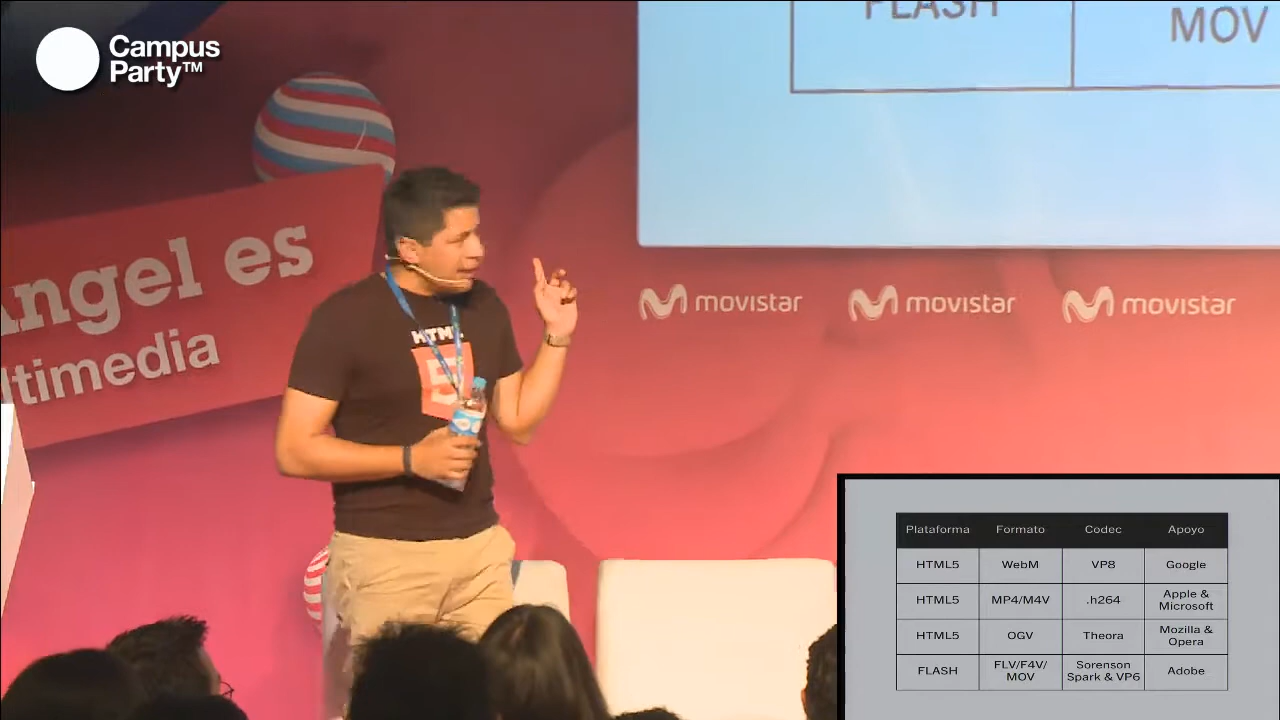 Campus
Party™
FLASH
MOV
Ángel es
ltimedia
movistar movistar movistar
HTML
5
Plataforma Formato Codec Apoyo
HTML5 WebM VP8 Google
HTML5 MP4/M4V .h264 Apple &
Microsoft
HTML5 OGV Theora Mozilla &
Opera
FLASH FLV/F4V/
MOV Sorenson
Spark & VP6 Adobe